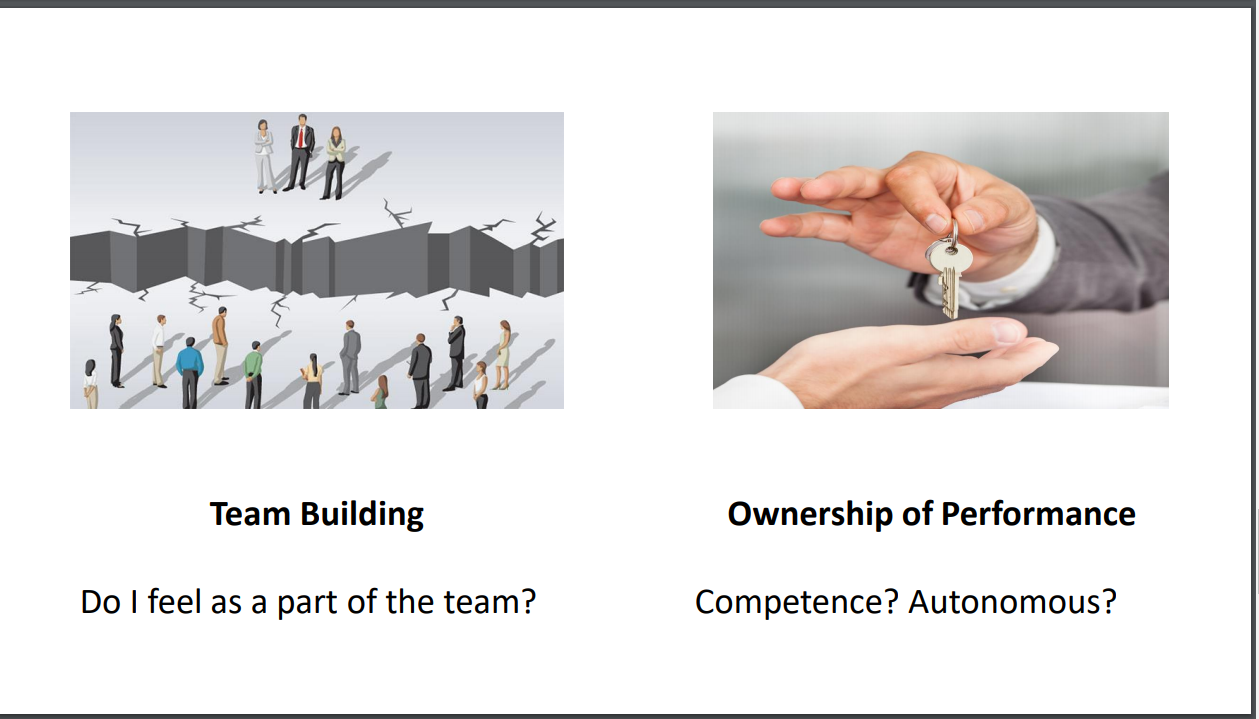 Team Building
Ownership of Performance
Do I feel as a part of the team?
Competence? Autonomous?